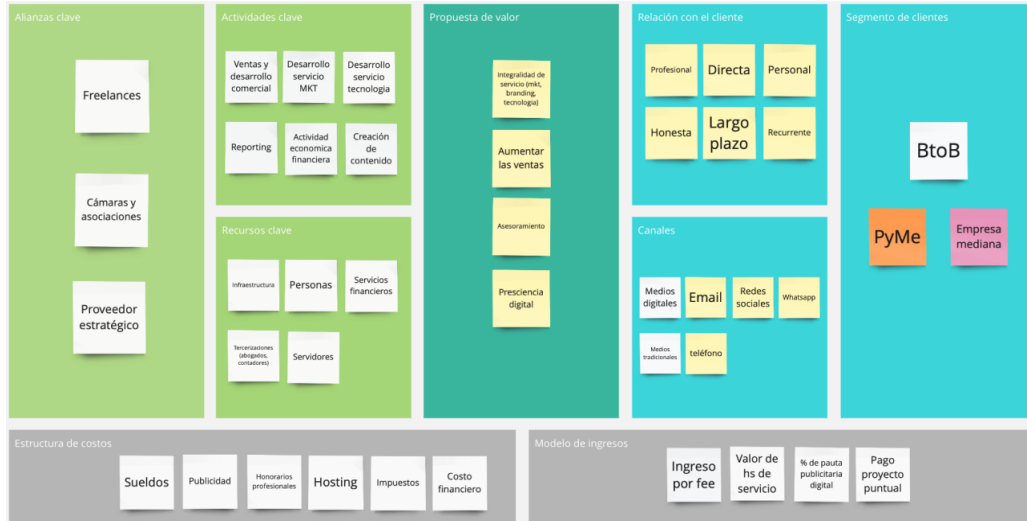 Alianzas clave
Freelances
Cámaras y
asociaciones
Proveedor
estratégico
Actividades clave
Ventas y
desarrollo
comercial
Desarrollo
servicio
MKT
Desarrollo
servicio
tecnologia
Reporting
Actividad
economica
financiera
Creación
de
contenido
Recursos clave
Infraestructura
Personas
Servicios
financieros
Tercerizaciones
(abogados,
contadores)
Servidores
Propuesta de valor
Integralidad de
servicio (mkt,
branding,
tecnologia)
Aumentar
las ventas
Asesoramiento
Presciencia
digital
Relación con el cliente
Profesional
Directa
Personal
Honesta
Largo
plazo
Recurrente
Canales
Medios
digitales
Email
Redes
sociales
Whatsapp
Medios
tradicionales
teléfono
Segmento de clientes
BtoB
PyMe
Empresa
mediana
Estructura de costos
Sueldos
Publicidad
Honorarios
profesionales
Hosting
Impuestos
Costo
financiero
Modelo de ingresos
Ingreso
por fee
Valor de
hs de
servicio
% de pauta
publicitaria
digital
Pago
proyecto
puntual